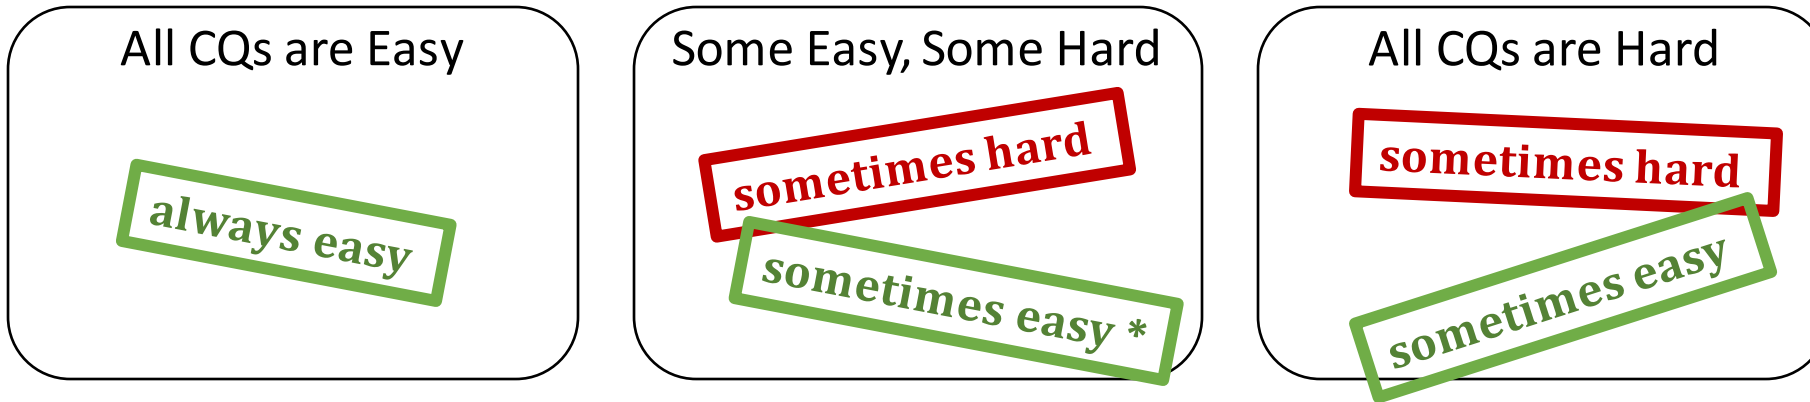 All CQs are Easy
always easy
Some Easy, Some Hard
sometimes hard
sometimes easy *
All CQs are Hard
sometimes hard
sometimes easy